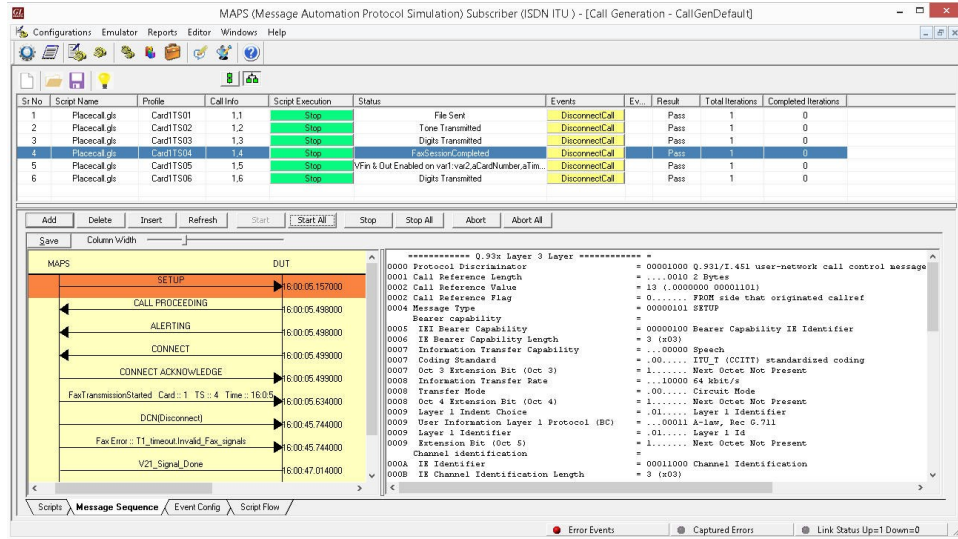 GL
MAPS (Message Automation Protocol Simulation) Subscriber (ISDN ITU ) - [Call Generation - CallGenDefault]
Configurations Emulator Reports Editor Windows Help
Sr No Script Name Profile Call Info Script Execution Status Events Ev... Result Total Iterations Completed Iterations
1 Placecall.gls Card1TS01 1,1 Stop File Sent DisconnectCall Pass 1 0
2 Placecall.gls Card1TS02 1,2 Stop Tone Transmitted DisconnectCall Pass 1 0
3 Placecall.gls Card1TS03 1,3 Stop Digits Transmitted DisconnectCall Pass 1 0
4 Placecall.gls Card1TS04 1,4 Stop FaxSessionCompleted DisconnectCall Pass 1 0
5 Placecall.gls Card1TS05 1,5 Stop VFin & Out Enabled on var1:var2,aCardNumber,aTim... DisconnectCall Pass 1 0
6 Placecall.gls Card1TS06 1,6 Stop Digits Transmitted DisconnectCall Pass 1 0
Add Delete Insert Refresh Start Start All Stop Stop All Abort Abort All
Save Column Width
MAPS DUT
SETUP
16:00:05.157000
CALL PROCEEDING
16:00:05.498000
ALERTING
16:00:05.498000
CONNECT
16:00:05.499000
CONNECT ACKNOWLEDGE
16:00:05.499000
FaxTransmissionStarted Card :: 1 TS :: 4 Time :: 16:0:5
16:00:05.634000
DCN(Disconnect)
16:00:45.744000
Fax Error :: T1_timeout.Invalid_Fax_signals
16:00:45.744000
V21_Signal_Done
16:00:47.014000
============ Q.93x Layer 3 Layer ============
0000 Protocol Discriminator = 00001000 Q.931/I.451 user-network call control message
0001 Call Reference Length = ....0010 2 Bytes
0002 Call Reference Value = 13 (.0000000 00001101)
0002 Call Reference Flag = 0....... FROM side that originated callref
0004 Message Type = 00000101 SETUP
Bearer capability =
0005 IEI Bearer Capability = 00000100 Bearer Capability IE Identifier
0006 IE Bearer Capability Length = 3 (x03)
0007 Information Transfer Capability = ...00000 Speech
0007 Coding Standard = .00..... ITU_T (CCITT) standardized coding
0007 Oct 3 Extension Bit (Oct 3) = 1....... Next Octet Not Present
0008 Information Transfer Rate = ...10000 64 kbit/s
0008 Transfer Mode = .00..... Circuit Mode
0008 Oct 4 Extension Bit (Oct 4) = 1....... Next Octet Not Present
0009 Layer 1 Indent Choice = .01..... Layer 1 Identifier
0009 User Information Layer 1 Protocol (BC) = ...00011 A-law, Rec G.711
0009 Layer 1 Identifier = .01..... Layer 1 Id
0009 Extension Bit (Oct 5) = 1....... Next Octet Not Present
Channel identification =
000A IE Identifier = 00011000 Channel Identification
000B IE Channel Identification Length = 3 (x03)
Scripts Message Sequence Event Config Script Flow
Error Events Captured Errors Link Status Up=1 Down=0